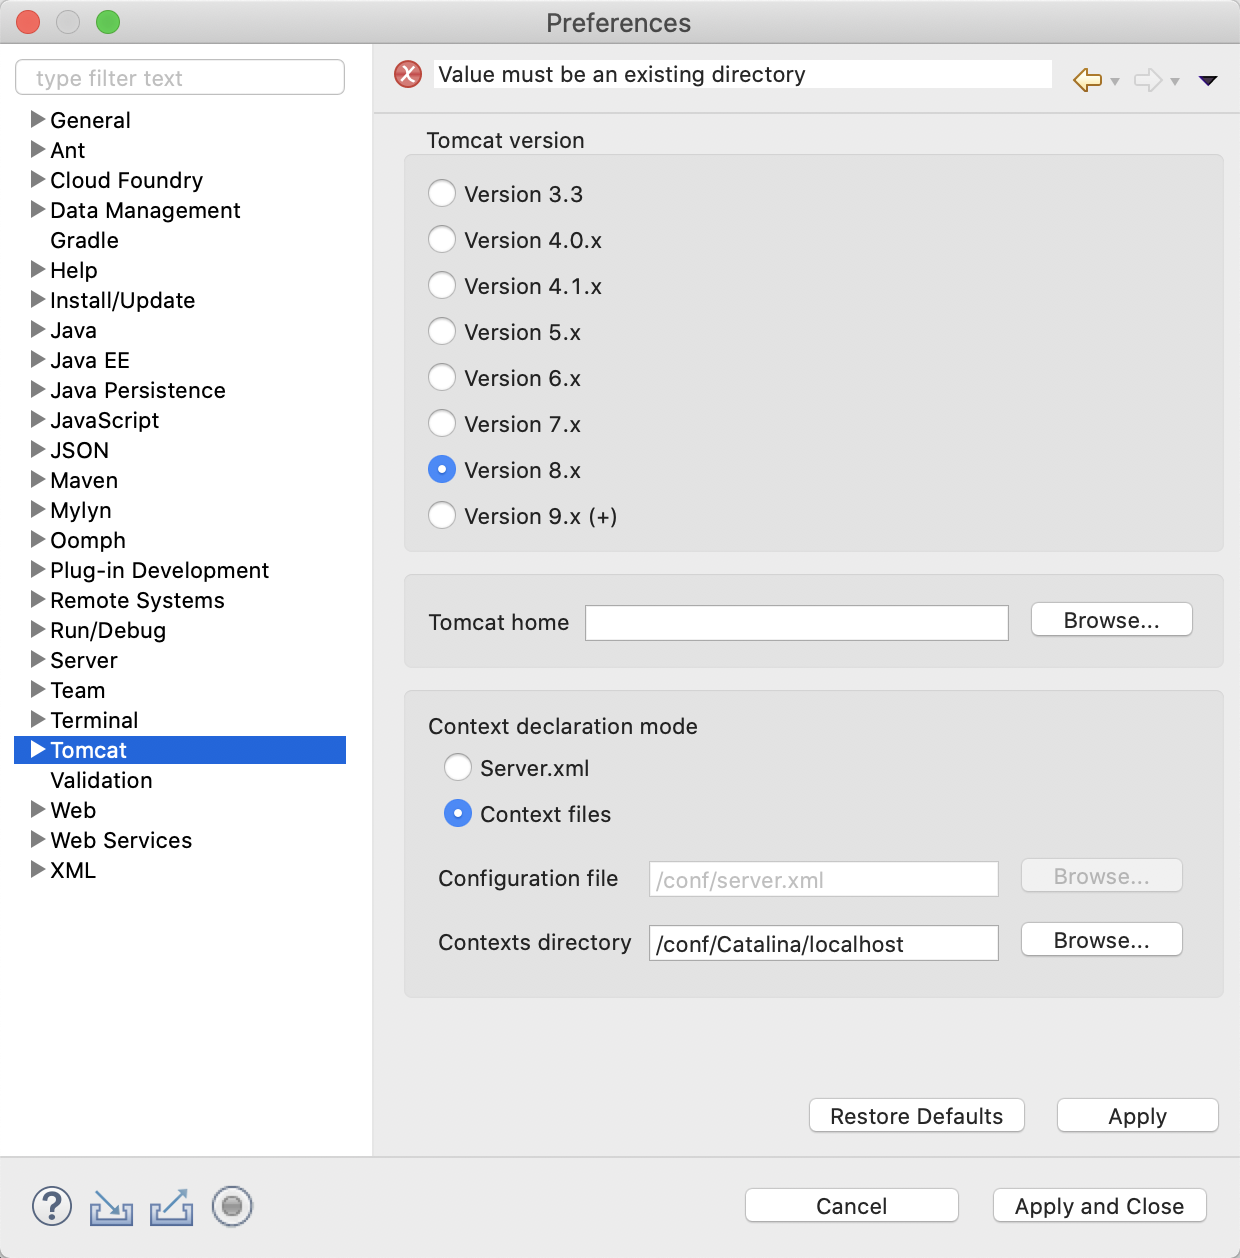 Preferences
type filter text
General
Ant
Cloud Foundry
Data Management
Gradle
Help
Install/Update
Java
Java EE
Java Persistence
JavaScript
JSON
Maven
Mylyn
Oomph
Plug-in Development
Remote Systems
Run/Debug
Server
Team
Terminal
Tomcat
Validation
Web
Web Services
XML
Value must be an existing directory
Tomcat version
Version 3.3
Version 4.0.x
Version 4.1.x
Version 5.x
Version 6.x
Version 7.x
Version 8.x
Version 9.x (+)
Tomcat home Browse...
Context declaration mode
Server.xml
Context files
Configuration file /conf/server.xml Browse...
Contexts directory /conf/Catalina/localhost Browse...
Restore Defaults Apply
? Cancel Apply and Close